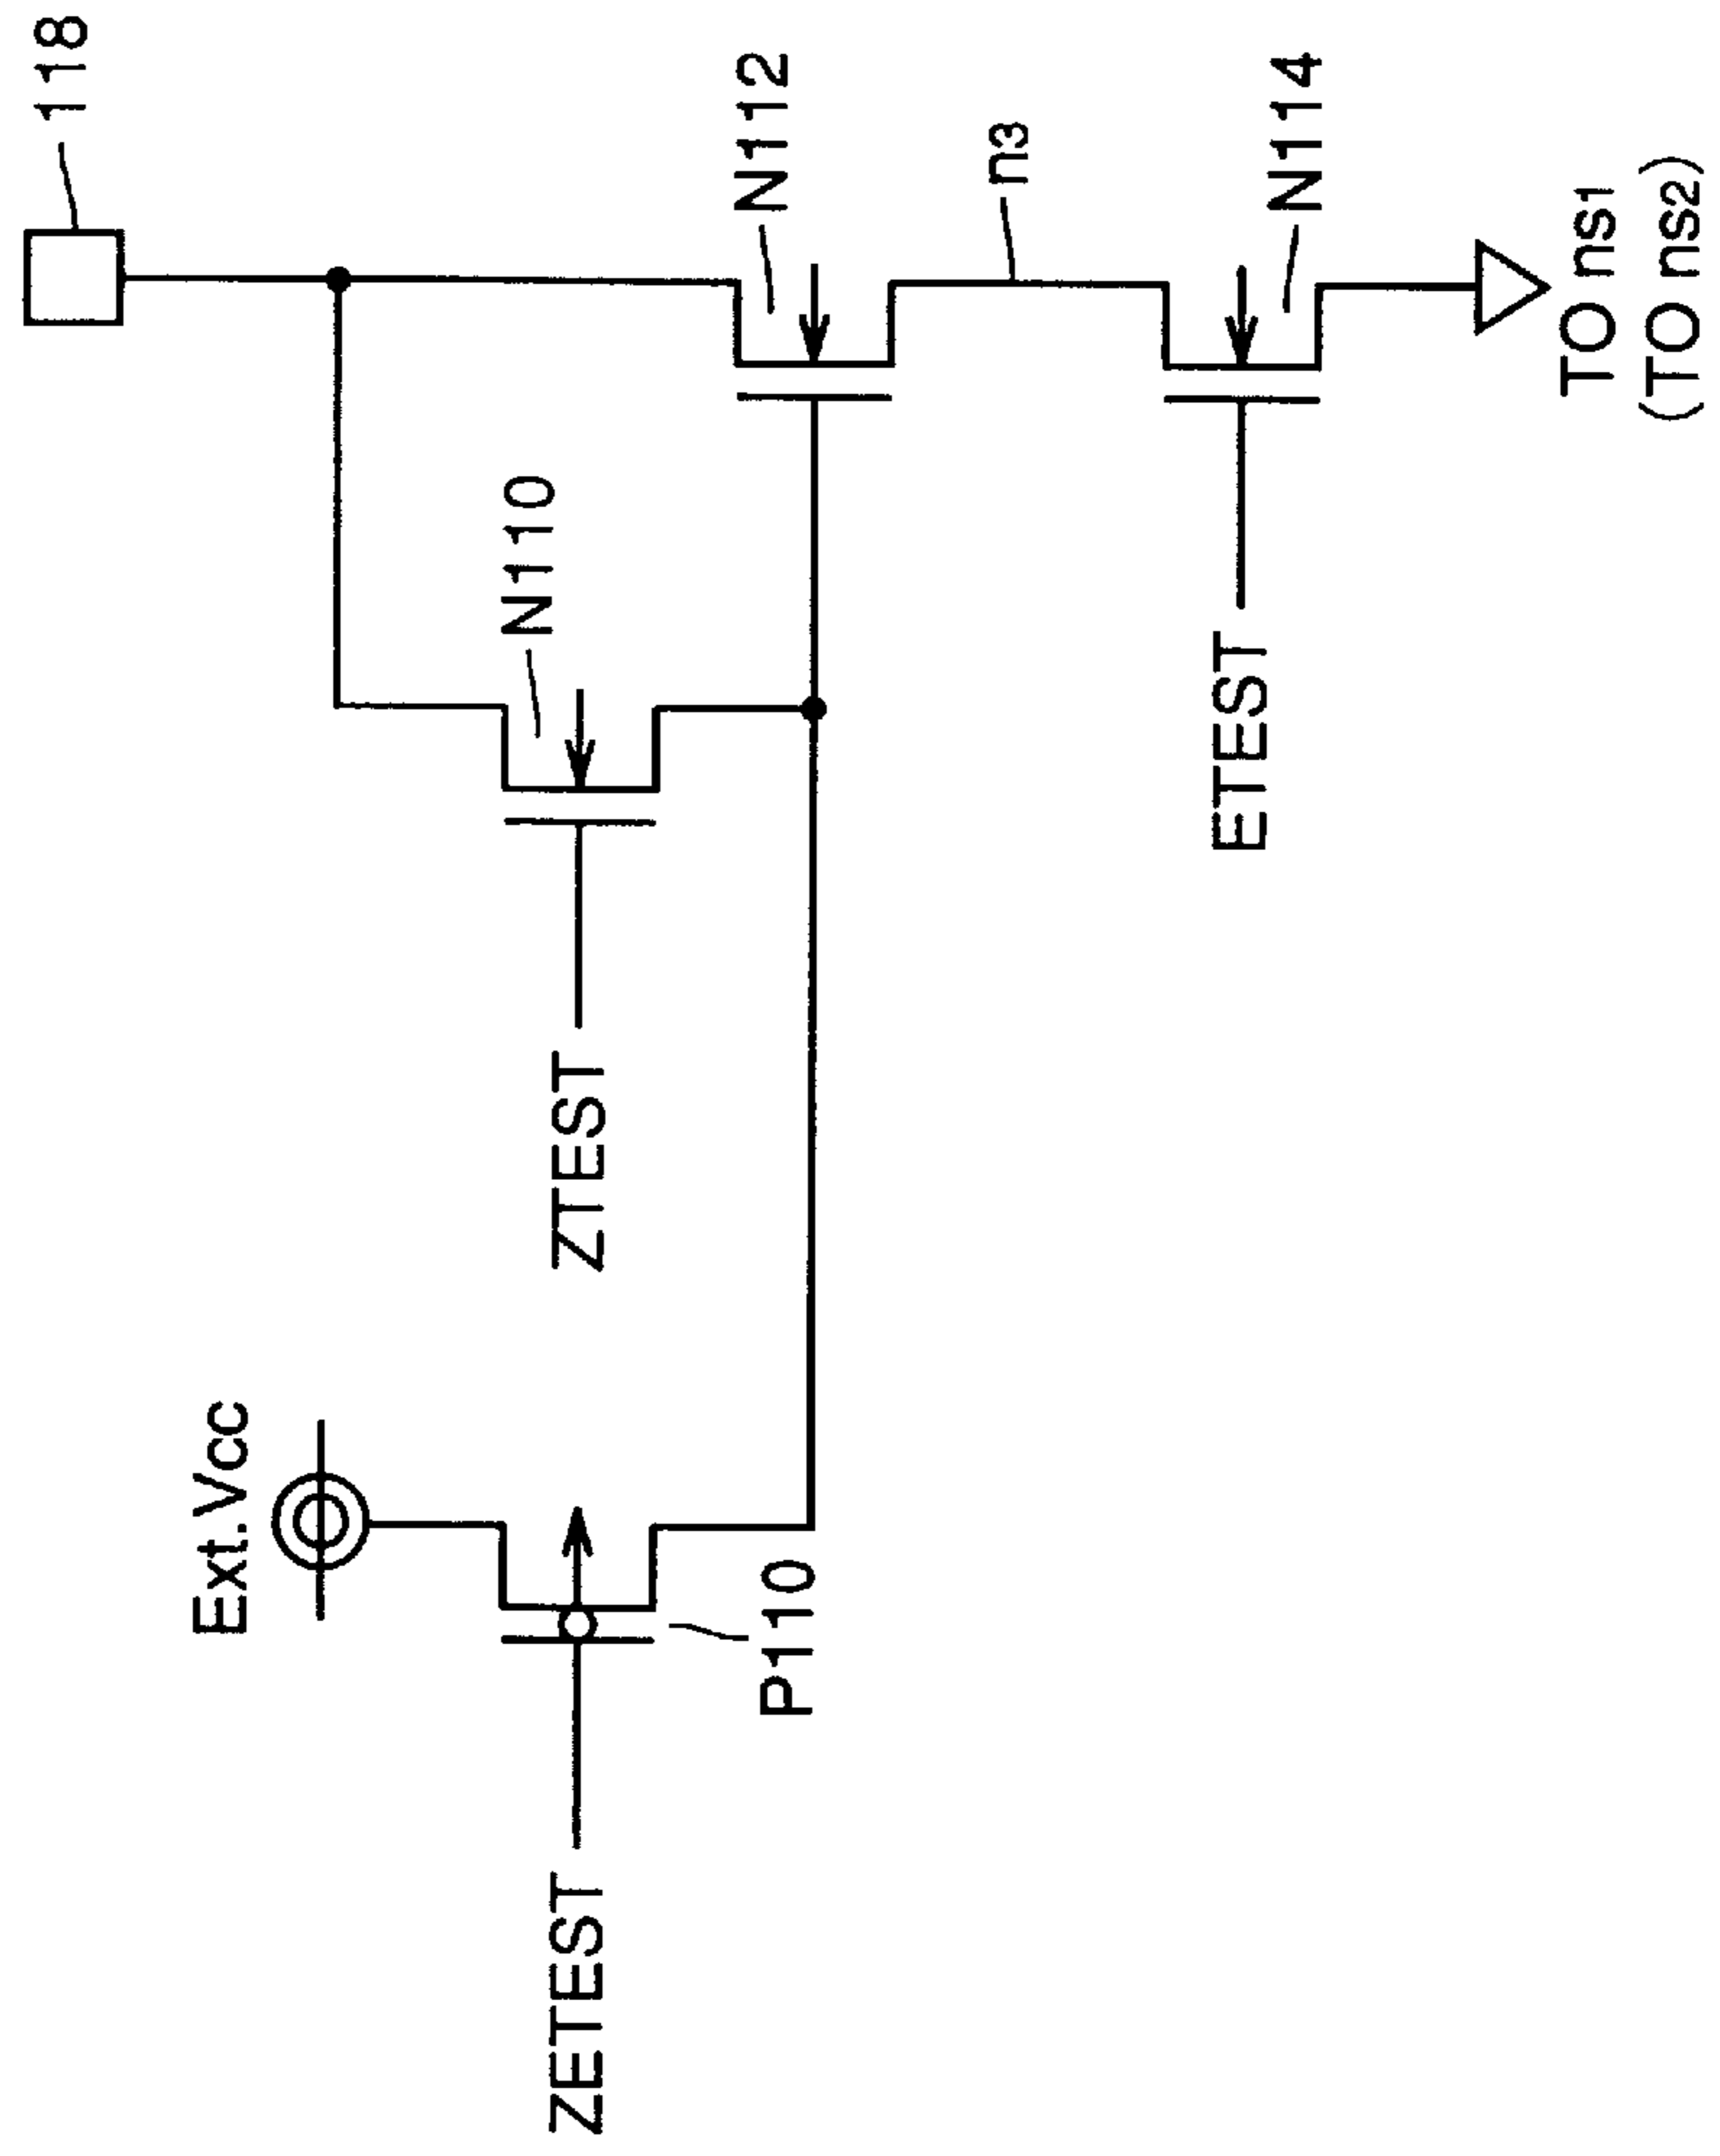 118
N112
n3
N114
TO ns1
(TO ns2)
N110
ETEST
ZTEST
Ext.Vcc
P110
ZETEST